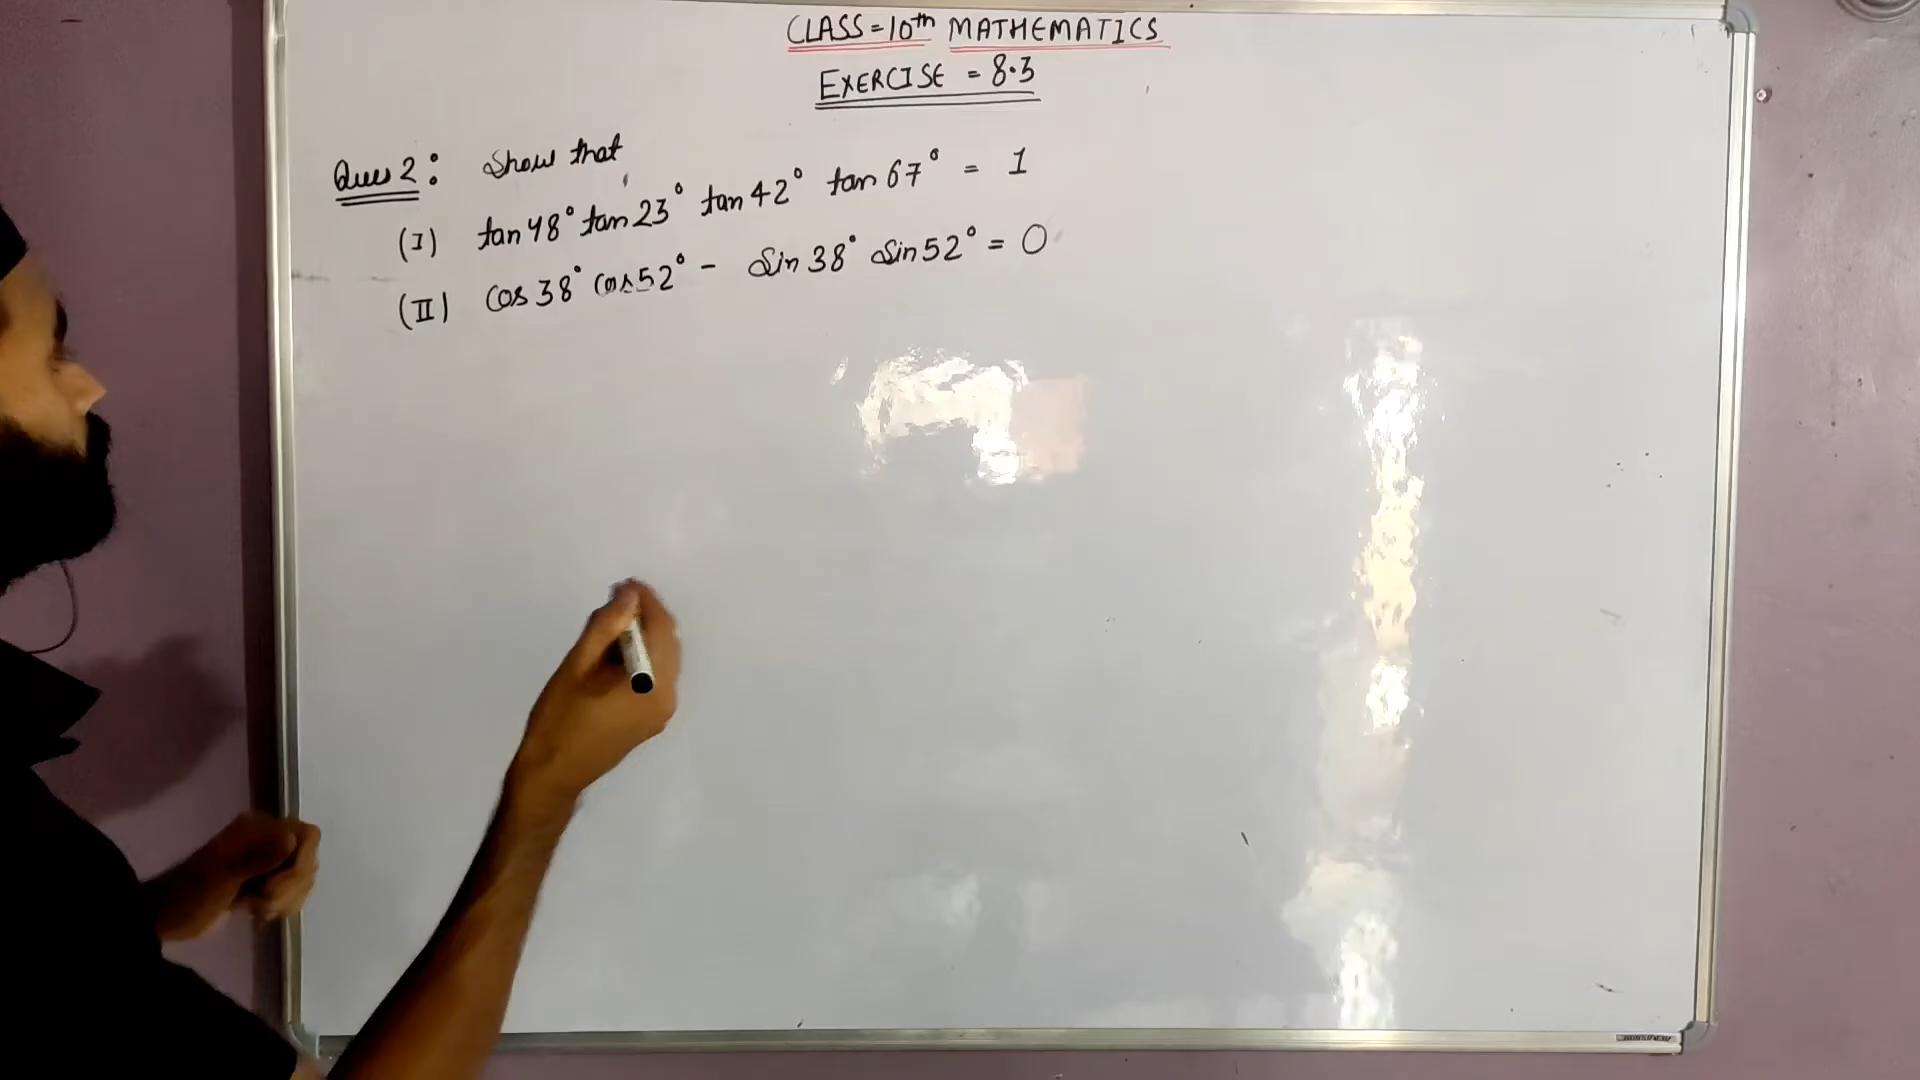 CLASS = 10th MATHEMATICS
EXERCISE = 8.3
Ques 2: Show that
(I) tan 48° tan 23° tan 42° tan 67° = 1
(II) Cos 38° Cos 52° - Sin 38° Sin 52° = 0